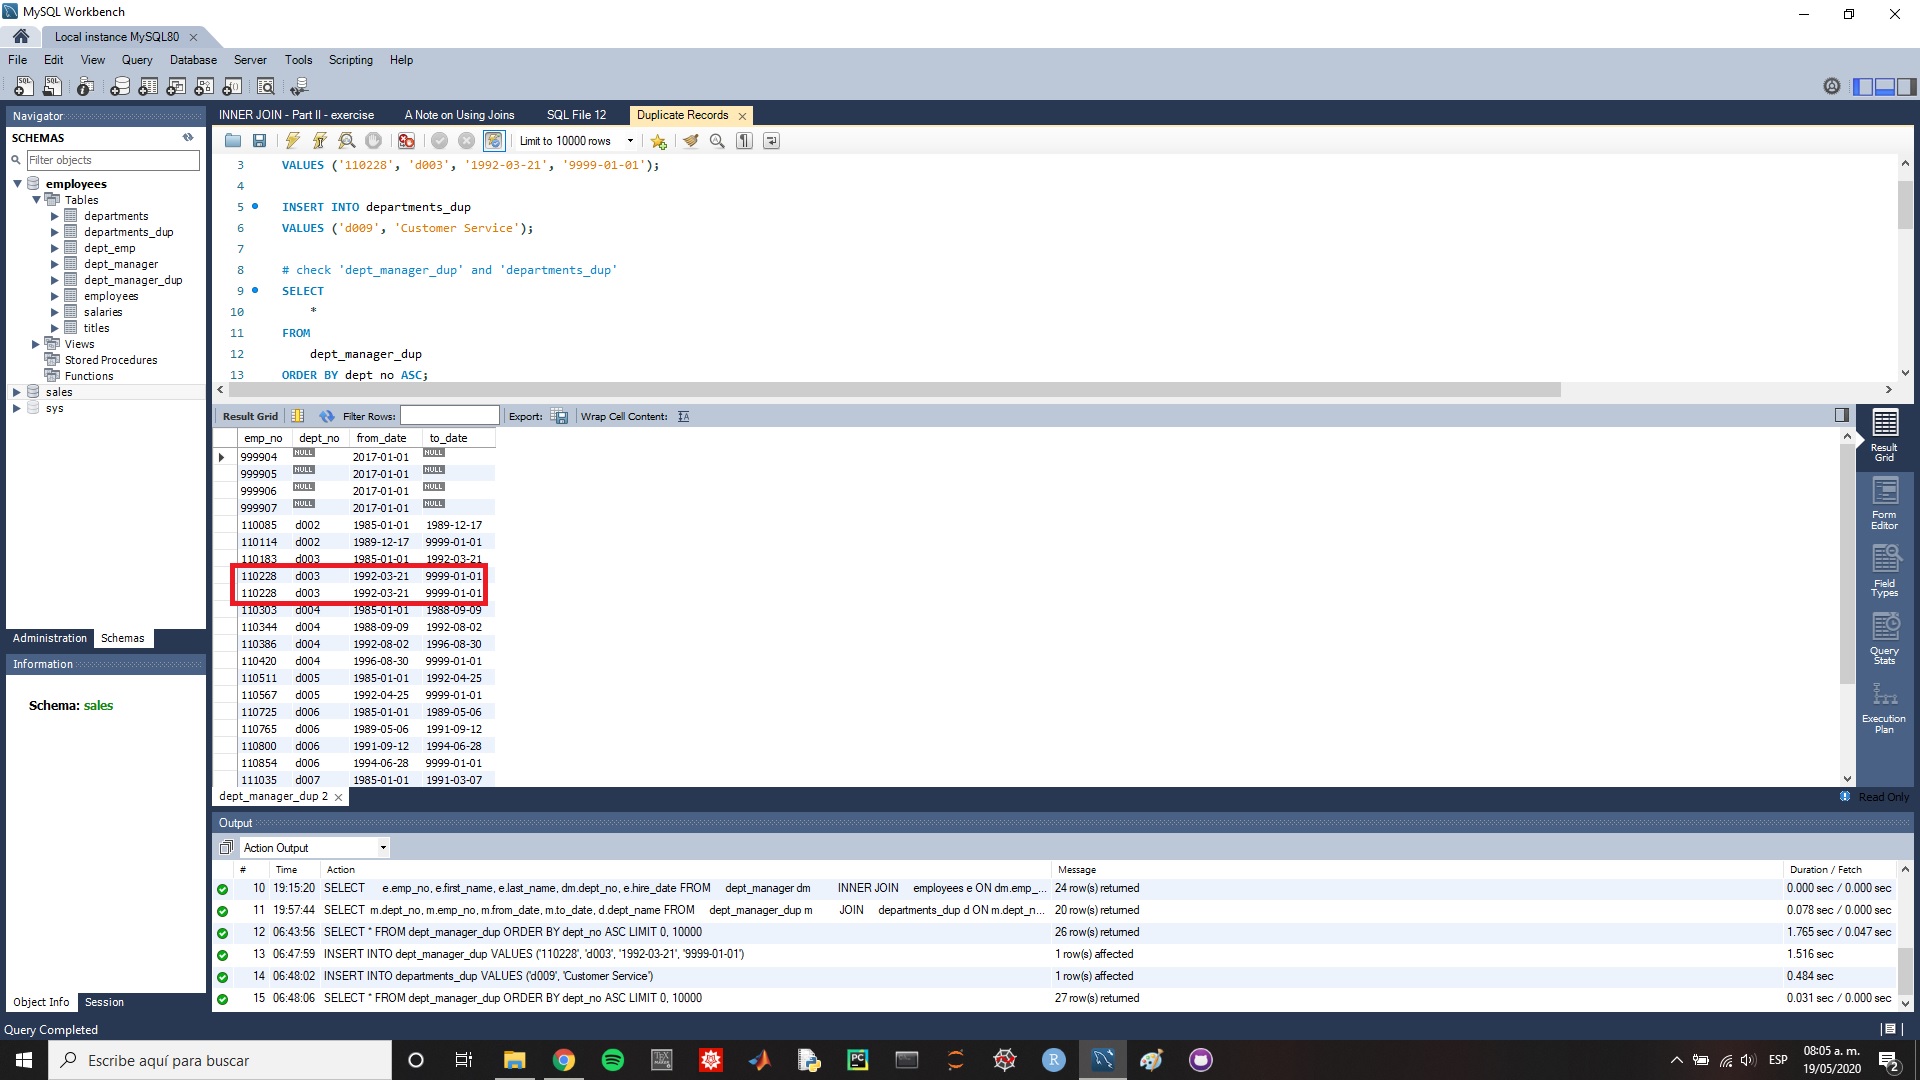 MySQL Workbench
Local instance MySQL80
File Edit View Query Database Server Tools Scripting Help
Navigator
SCHEMAS
Filter objects
employees
Tables
departments
departments_dup
dept_emp
dept_manager
dept_manager_dup
employees
salaries
titles
Views
Stored Procedures
Functions
sales
sys
Administration Schemas
Information
Schema: sales
Object Info Session
INNER JOIN - Part II - exercise A Note on Using Joins SQL File 12 Duplicate Records
Limit to 10000 rows
3 VALUES ('110228', 'd003', '1992-03-21', '9999-01-01');
4
5 INSERT INTO departments_dup
6 VALUES ('d009', 'Customer Service');
7
8 # check 'dept_manager_dup' and 'departments_dup'
9 SELECT
10 *
11 FROM
12 dept_manager_dup
13 ORDER BY dept_no ASC;
Result Grid Filter Rows: Export: Wrap Cell Content:
emp_no dept_no from_date to_date
999904 NULL 2017-01-01 NULL
999905 NULL 2017-01-01 NULL
999906 NULL 2017-01-01 NULL
999907 NULL 2017-01-01 NULL
110085 d002 1985-01-01 1989-12-17
110114 d002 1989-12-17 9999-01-01
110183 d003 1985-01-01 1992-03-21
110228 d003 1992-03-21 9999-01-01
110228 d003 1992-03-21 9999-01-01
110303 d004 1985-01-01 1988-09-09
110344 d004 1988-09-09 1992-08-02
110386 d004 1992-08-02 1996-08-30
110420 d004 1996-08-30 9999-01-01
110511 d005 1985-01-01 1992-04-25
110567 d005 1992-04-25 9999-01-01
110725 d006 1985-01-01 1989-05-06
110765 d006 1989-05-06 1991-09-12
110800 d006 1991-09-12 1994-06-28
110854 d006 1994-06-28 9999-01-01
111035 d007 1985-01-01 1991-03-07
Result
Grid
Form
Editor
Field
Types
Query
Stats
Execution
Plan
dept_manager_dup 2
Read Only
Output
Action Output
# Time Action Message Duration / Fetch
10 19:15:20 SELECT e.emp_no, e.first_name, e.last_name, dm.dept_no, e.hire_date FROM dept_manager dm INNER JOIN employees e ON dm.emp_... 24 row(s) returned 0.000 sec / 0.000 sec
11 19:57:44 SELECT m.dept_no, m.emp_no, m.from_date, m.to_date, d.dept_name FROM dept_manager_dup m JOIN departments_dup d ON m.dept_n... 20 row(s) returned 0.078 sec / 0.000 sec
12 06:43:56 SELECT * FROM dept_manager_dup ORDER BY dept_no ASC LIMIT 0, 10000 26 row(s) returned 1.765 sec / 0.047 sec
13 06:47:59 INSERT INTO dept_manager_dup VALUES ('110228', 'd003', '1992-03-21', '9999-01-01') 1 row(s) affected 1.516 sec
14 06:48:02 INSERT INTO departments_dup VALUES ('d009', 'Customer Service') 1 row(s) affected 0.484 sec
15 06:48:06 SELECT * FROM dept_manager_dup ORDER BY dept_no ASC LIMIT 0, 10000 27 row(s) returned 0.031 sec / 0.000 sec
Query Completed
Escribe aquí para buscar
ESP
08:05 a. m.
19/05/2020
2